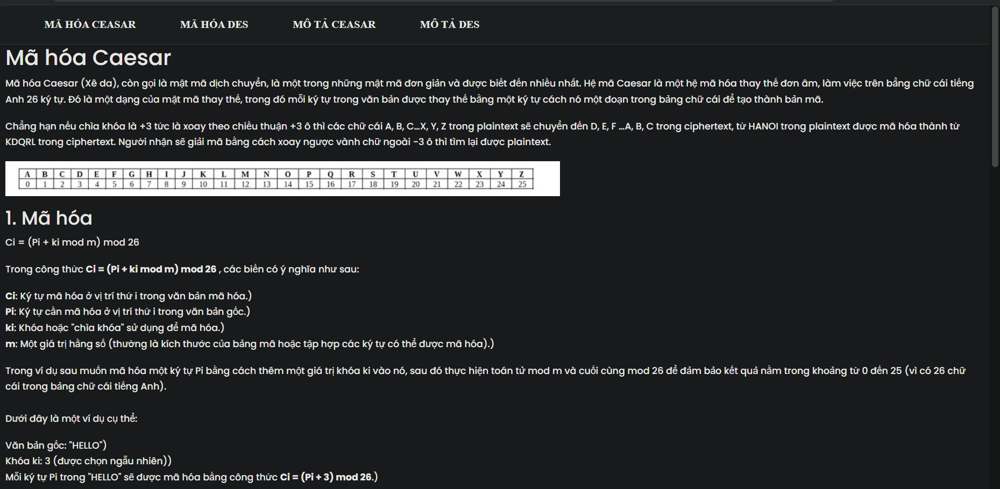 MÃ HÓA CEASAR MÃ HÓA DES MÔ TẢ CEASAR MÔ TẢ DES
Mã hóa Caesar
Mã hóa Caesar (Xê da), còn gọi là mật mã dịch chuyển, là một trong những mật mã đơn giản và được biết đến nhiều nhất. Hệ mã Caesar là một hệ mã hóa thay thế đơn âm, làm việc trên bẳng chữ cái tiếng
Anh 26 ký tự. Đó là một dạng của mật mã thay thế, trong đó mỗi ký tự trong văn bản được thay thế bằng một ký tự cách nó một đoạn trong bảng chữ cái để tạo thành bản mã.
Chẳng hạn nếu chìa khóa là +3 tức là xoay theo chiều thuận +3 ô thì các chữ cái A, B, C...X, Y, Z trong plaintext sẽ chuyển đến D, E, F ...A, B, C trong ciphertext, từ HANOI trong plaintext được mã hóa thành từ
KDQRL trong ciphertext. Người nhận sẽ giải mã bằng cách xoay ngược vành chữ ngoài -3 ô thì tìm lại được plaintext.
A B C D E F G H I J K L M N O P Q R S T U V W X Y Z
0 1 2 3 4 5 6 7 8 9 10 11 12 13 14 15 16 17 18 19 20 21 22 23 24 25
1. Mã hóa
Ci = (Pi + ki mod m) mod 26
Trong công thức Ci = (Pi + ki mod m) mod 26 , các biến có ý nghĩa như sau:
Ci: Ký tự mã hóa ở vị trí thứ i trong văn bản mã hóa.)
Pi: Ký tự cần mã hóa ở vị trí thứ i trong văn bản gốc.)
ki: Khóa hoặc "chìa khóa" sử dụng để mã hóa.)
m: Một giá trị hằng số (thường là kích thước của bảng mã hoặc tập hợp các ký tự có thể được mã hóa).)
Trong ví dụ sau muốn mã hóa một ký tự Pi bằng cách thêm một giá trị khóa ki vào nó, sau đó thực hiện toán tử mod m và cuối cùng mod 26 để đảm bảo kết quả nằm trong khoảng từ 0 đến 25 (vì có 26 chữ
cái trong bảng chữ cái tiếng Anh).
Dưới đây là một ví dụ cụ thể:
Văn bản gốc: "HELLO")
Khóa ki: 3 (được chọn ngẫu nhiên))
Mỗi ký tự Pi trong "HELLO" sẽ được mã hóa bằng công thức Ci = (Pi + 3) mod 26.)